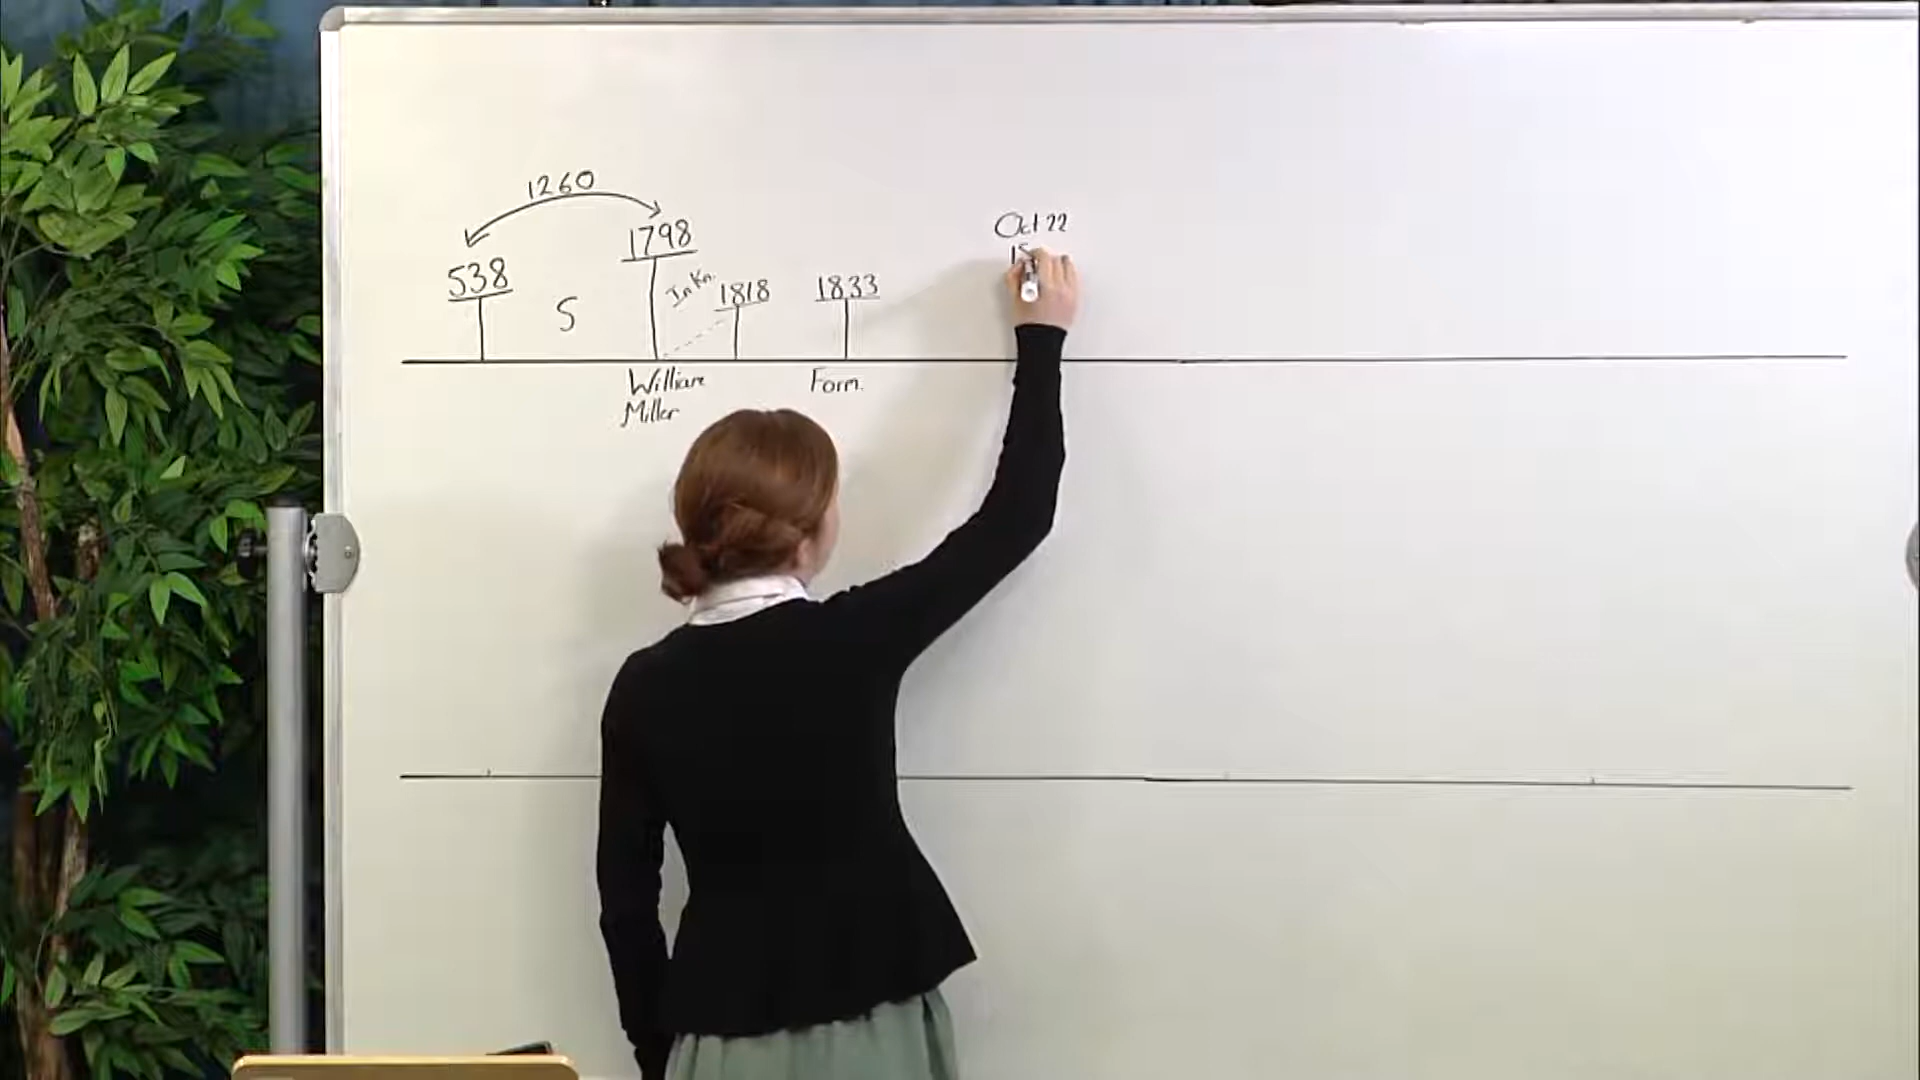 1260
538
S
1798
In Kn.
1818
1833
Oct 22
William
Miller
Form.